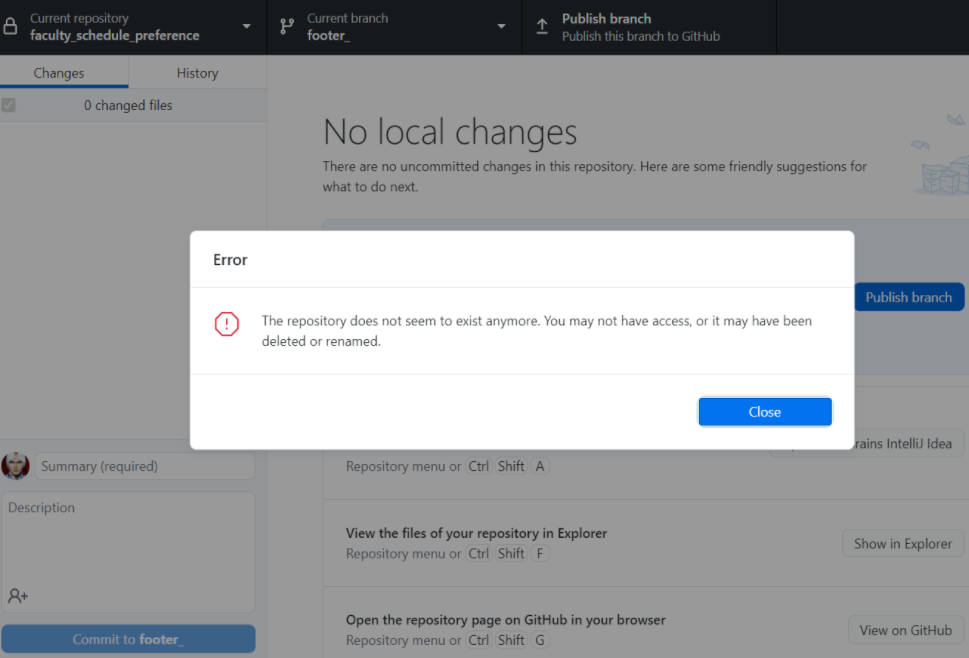 Current repository
faculty_schedule_preference
Current branch
footer_
Publish branch
Publish this branch to GitHub
Changes
History
0 changed files
No local changes
There are no uncommitted changes in this repository. Here are some friendly suggestions for
what to do next.
Publish branch
Error
The repository does not seem to exist anymore. You may not have access, or it may have been
deleted or renamed.
Close
rains IntelliJ Idea
Repository menu or Ctrl Shift A
Summary (required)
Description
View the files of your repository in Explorer
Repository menu or Ctrl Shift F
Show in Explorer
Open the repository page on GitHub in your browser
Repository menu or Ctrl Shift G
View on GitHub
Commit to footer_